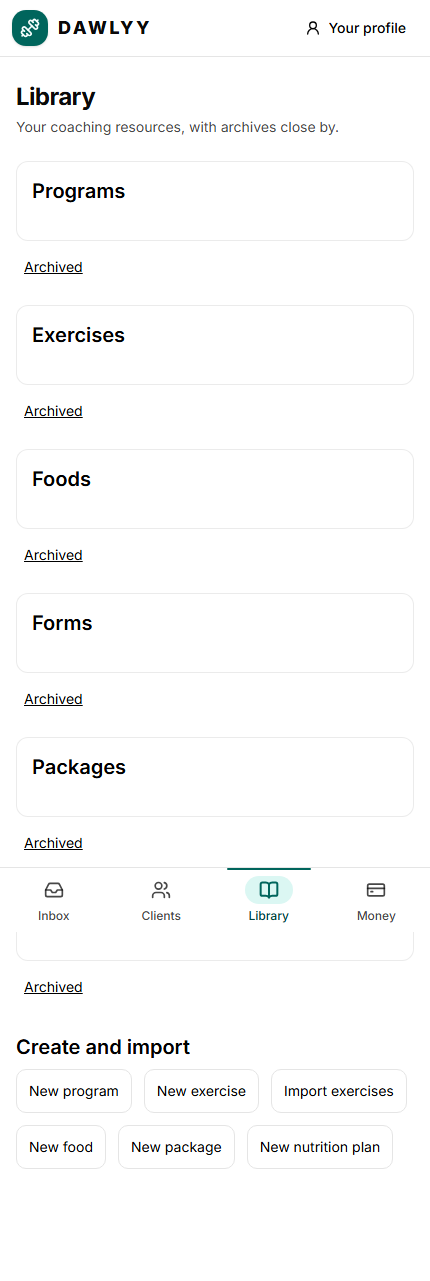 DAWLYY
Your profile
Library
Your coaching resources, with archives close by.
Programs
Archived
Exercises
Archived
Foods
Archived
Forms
Archived
Packages
Archived
Inbox
Clients
Library
Money
Archived
Create and import
New program
New exercise
Import exercises
New food
New package
New nutrition plan